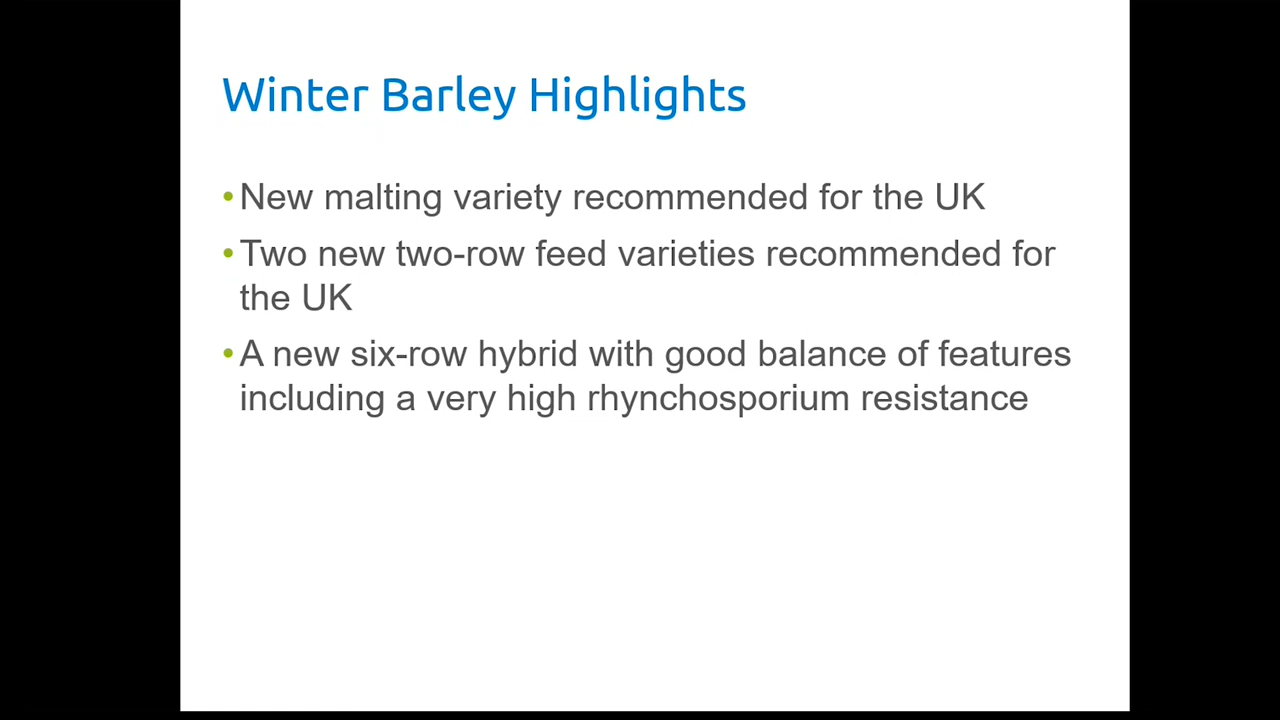 Winter Barley Highlights
•New malting variety recommended for the UK
•Two new two-row feed varieties recommended for
the UK
•A new six-row hybrid with good balance of features
including a very high rhynchosporium resistance